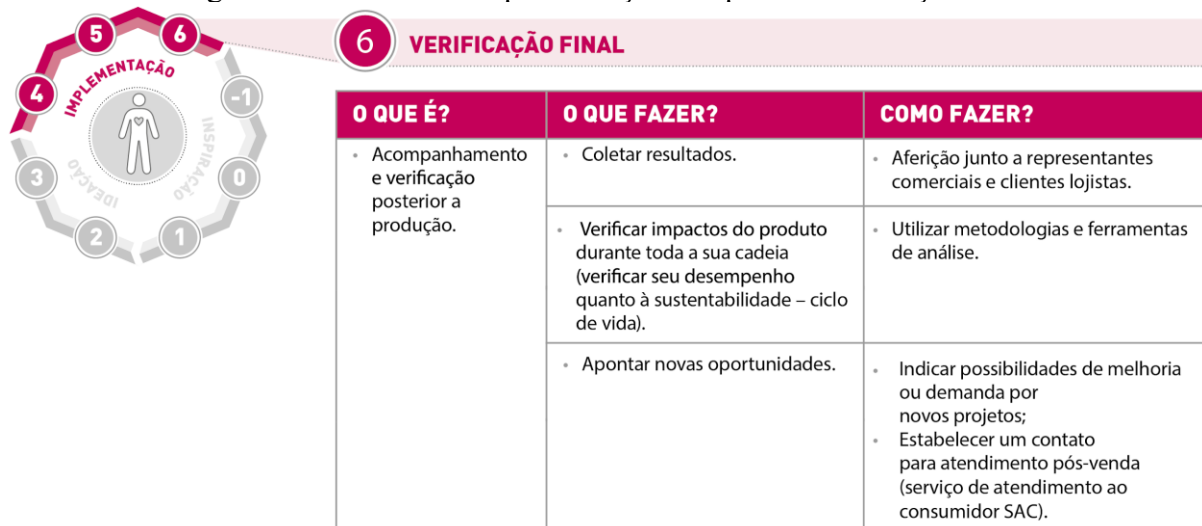 5
6
4
IMPLEMENTAÇÃO
-1
INSPIRAÇÃO
3
IDEAÇÃO
0
2
1
6 VERIFICAÇÃO FINAL
O QUE É?
O QUE FAZER?
COMO FAZER?
• Acompanhamento
e verificação
posterior a
produção.
• Coletar resultados.
• Aferição junto a representantes
comerciais e clientes lojistas.
• Verificar impactos do produto
durante toda a sua cadeia
(verificar seu desempenho
quanto à sustentabilidade – ciclo
de vida).
• Utilizar metodologias e ferramentas
de análise.
• Apontar novas oportunidades.
• Indicar possibilidades de melhoria
ou demanda por
novos projetos;
• Estabelecer um contato
para atendimento pós-venda
(serviço de atendimento ao
consumidor SAC).